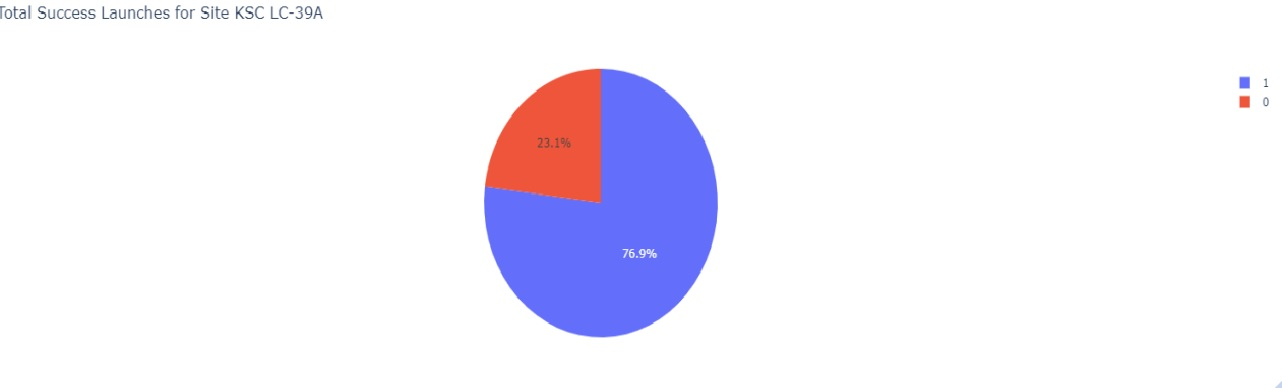 Total Success Launches for Site KSC LC-39A
1
0
23.1%
76.9%